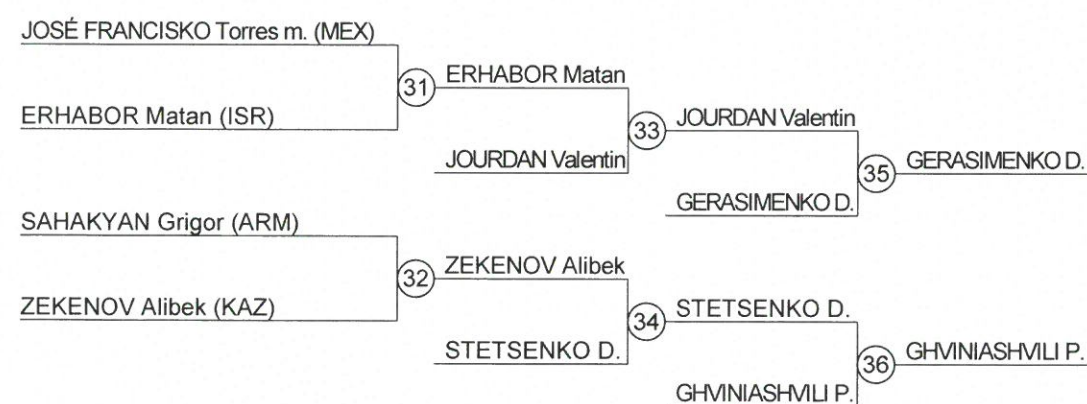 JOSÉ FRANCISKO Torres m. (MEX)
31
ERHABOR Matan
ERHABOR Matan (ISR)
33
JOURDAN Valentin
JOURDAN Valentin
35
GERASIMENKO D.
GERASIMENKO D.
SAHAKYAN Grigor (ARM)
32
ZEKENOV Alibek
ZEKENOV Alibek (KAZ)
34
STETSENKO D.
STETSENKO D.
36
GHVINIASHVILI P.
GHVINIASHVILI P.